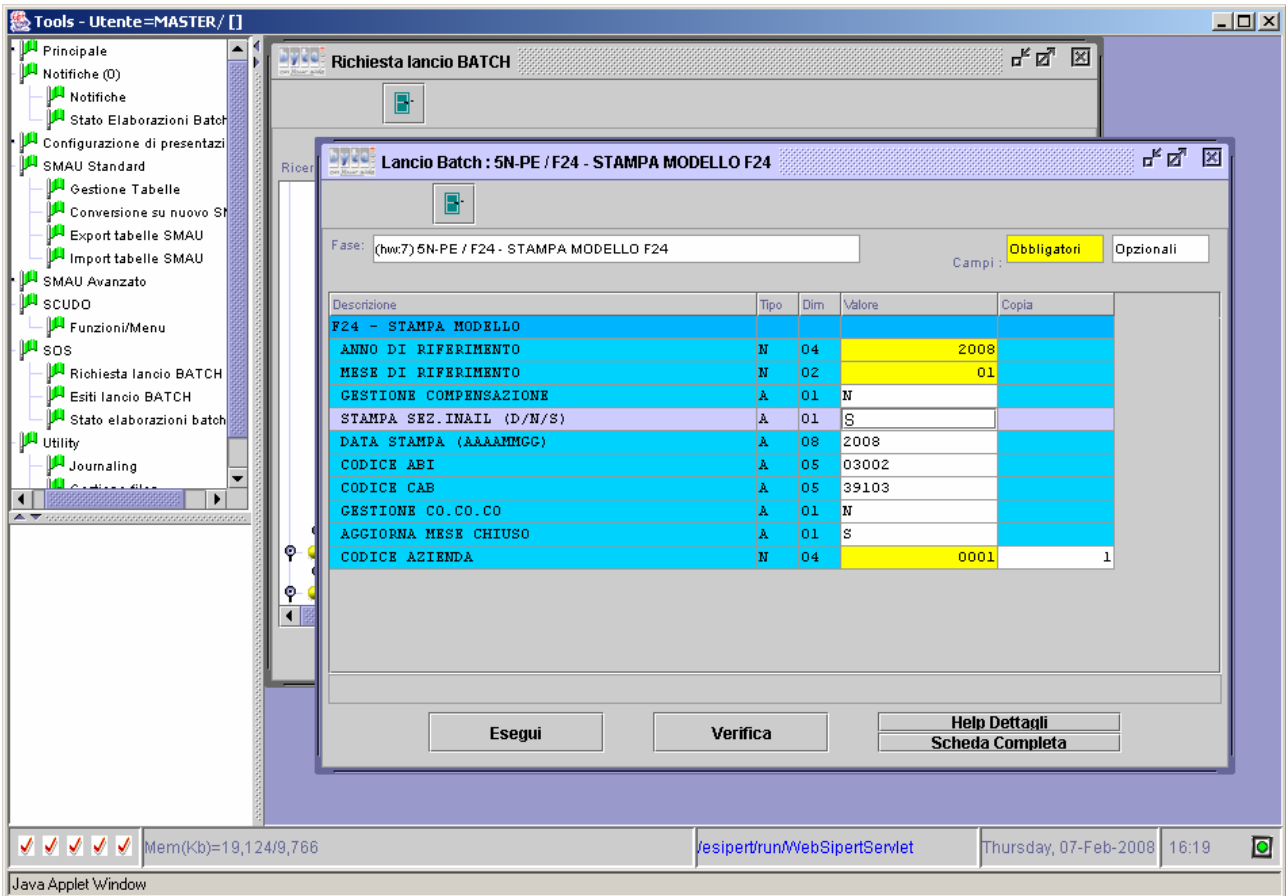 Tools - Utente=MASTER/ []
Principale
Notifiche (0)
Notifiche
Stato Elaborazioni Batch
Configurazione di presentazi
SMAU Standard
Gestione Tabelle
Conversione su nuovo
Export tabelle SMAU
Import tabelle SMAU
SMAU Avanzato
SCUDO
Funzioni/Menu
SOS
Richiesta lancio BATCH
Esiti lancio BATCH
Stato elaborazioni batch
Utility
Journaling
Richiesta lancio BATCH
Ricer
Lancio Batch : 5N-PE / F24 - STAMPA MODELLO F24
Fase: (hw:7) 5N-PE / F24 - STAMPA MODELLO F24
Campi : Obbligatori Opzionali
Descrizione Tipo Dim Valore Copia
F24 - STAMPA MODELLO
ANNO DI RIFERIMENTO N 04 2008
MESE DI RIFERIMENTO N 02 01
GESTIONE COMPENSAZIONE A 01 N
STAMPA SEZ.INAIL (D/N/S) A 01 S
DATA STAMPA (AAAAMMGG) A 08 2008
CODICE ABI A 05 03002
CODICE CAB A 05 39103
GESTIONE CO.CO.CO A 01 N
AGGIORNA MESE CHIUSO A 01 S
CODICE AZIENDA N 04 0001 1
Esegui
Verifica
Help Dettagli
Scheda Completa
Mem(Kb)=19,124/9,766
/esipert/run/WebSipertServlet
Thursday, 07-Feb-2008
16:19
Java Applet Window